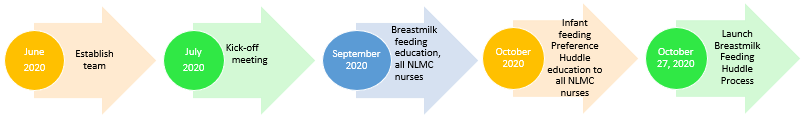 June
2020
Establish
team
July
2020
Kick-off
meeting
September
2020
Breastmilk
feeding
education,
all NLMC
nurses
October
2020
Infant
feeding
Preference
Huddle
education to
all NLMC
nurses
October
27, 2020
Launch
Breastmilk
Feeding
Huddle
Process